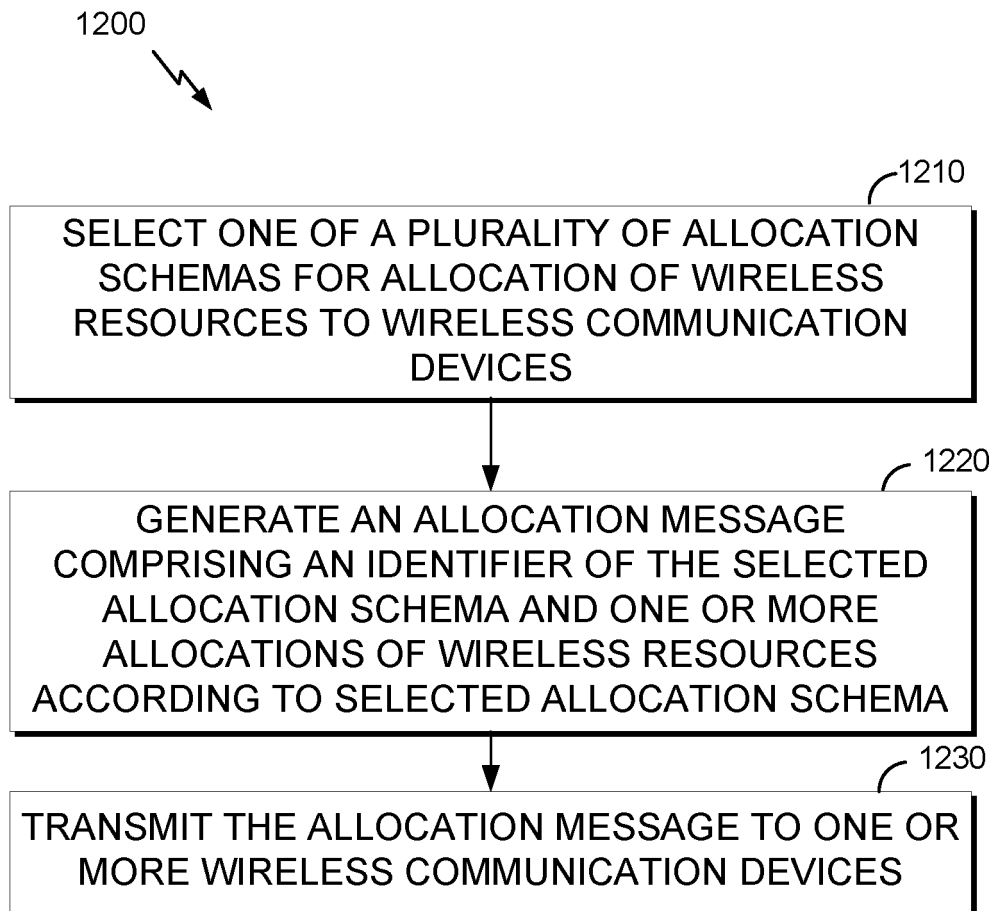 1200
1210
SELECT ONE OF A PLURALITY OF ALLOCATION
SCHEMAS FOR ALLOCATION OF WIRELESS
RESOURCES TO WIRELESS COMMUNICATION
DEVICES
1220
GENERATE AN ALLOCATION MESSAGE
COMPRISING AN IDENTIFIER OF THE SELECTED
ALLOCATION SCHEMA AND ONE OR MORE
ALLOCATIONS OF WIRELESS RESOURCES
ACCORDING TO SELECTED ALLOCATION SCHEMA
1230
TRANSMIT THE ALLOCATION MESSAGE TO ONE OR
MORE WIRELESS COMMUNICATION DEVICES